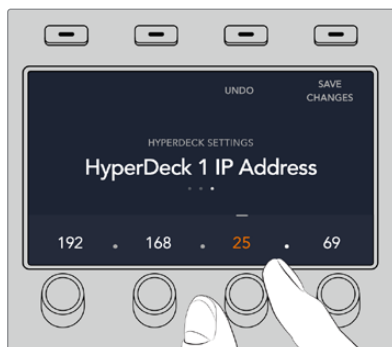 UNDO
SAVE
CHANGES
HYPERDECK SETTINGS
HyperDeck 1 IP Address
192 . 168 . 25 . 69